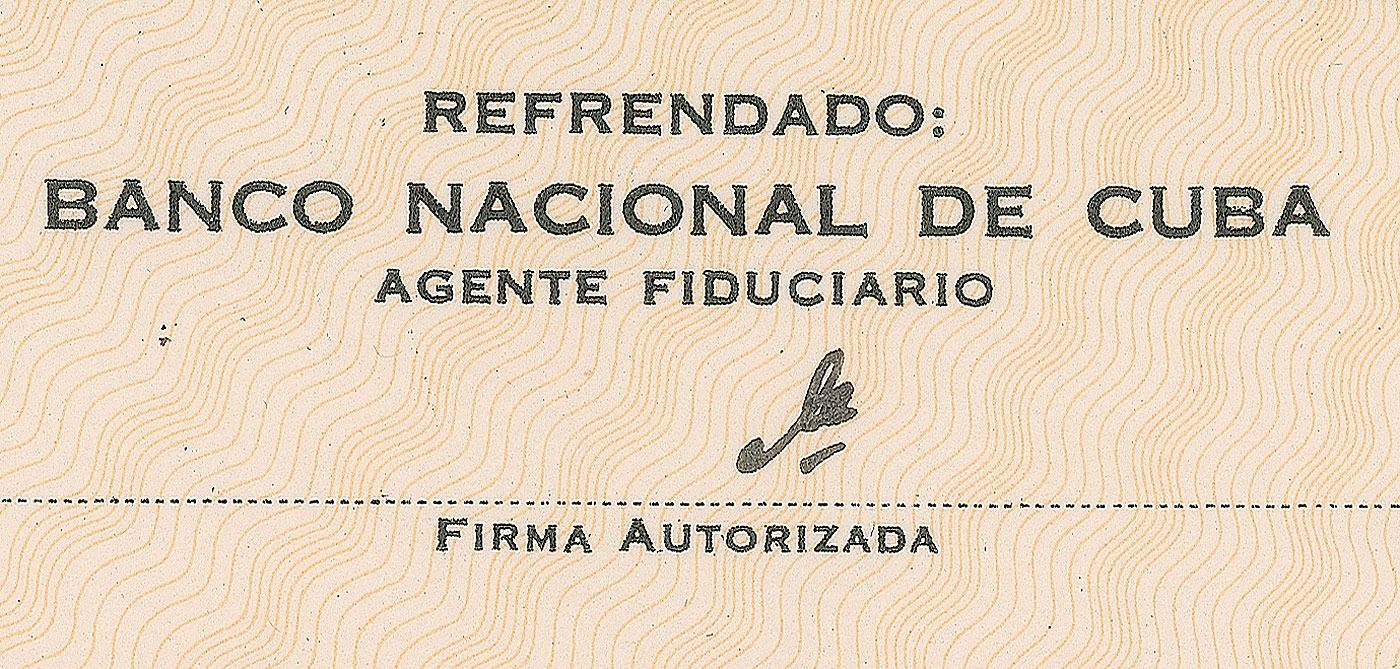 REFRENDADO:
BANCO NACIONAL DE CUBA
AGENTE FIDUCIARIO
FIRMA AUTORIZADA